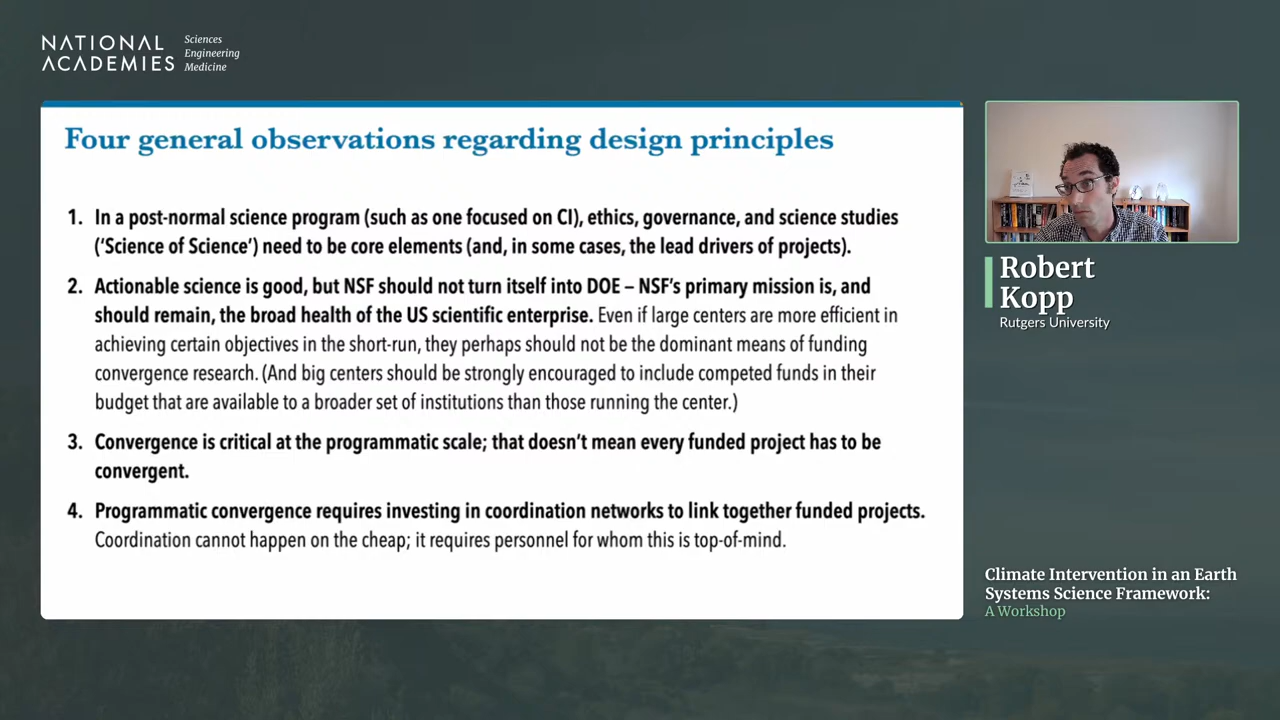 NATIONAL
ACADEMIES
Sciences
Engineering
Medicine
Four general observations regarding design principles
1. In a post-normal science program (such as one focused on CI), ethics, governance, and science studies
(‘Science of Science’) need to be core elements (and, in some cases, the lead drivers of projects).
2. Actionable science is good, but NSF should not turn itself into DOE – NSF’s primary mission is, and
should remain, the broad health of the US scientific enterprise. Even if large centers are more efficient in
achieving certain objectives in the short-run, they perhaps should not be the dominant means of funding
convergence research. (And big centers should be strongly encouraged to include competed funds in their
budget that are available to a broader set of institutions than those running the center.)
3. Convergence is critical at the programmatic scale; that doesn’t mean every funded project has to be
convergent.
4. Programmatic convergence requires investing in coordination networks to link together funded projects.
Coordination cannot happen on the cheap; it requires personnel for whom this is top-of-mind.
Robert
Kopp
Rutgers University
Climate Intervention in an Earth
Systems Science Framework:
A Workshop